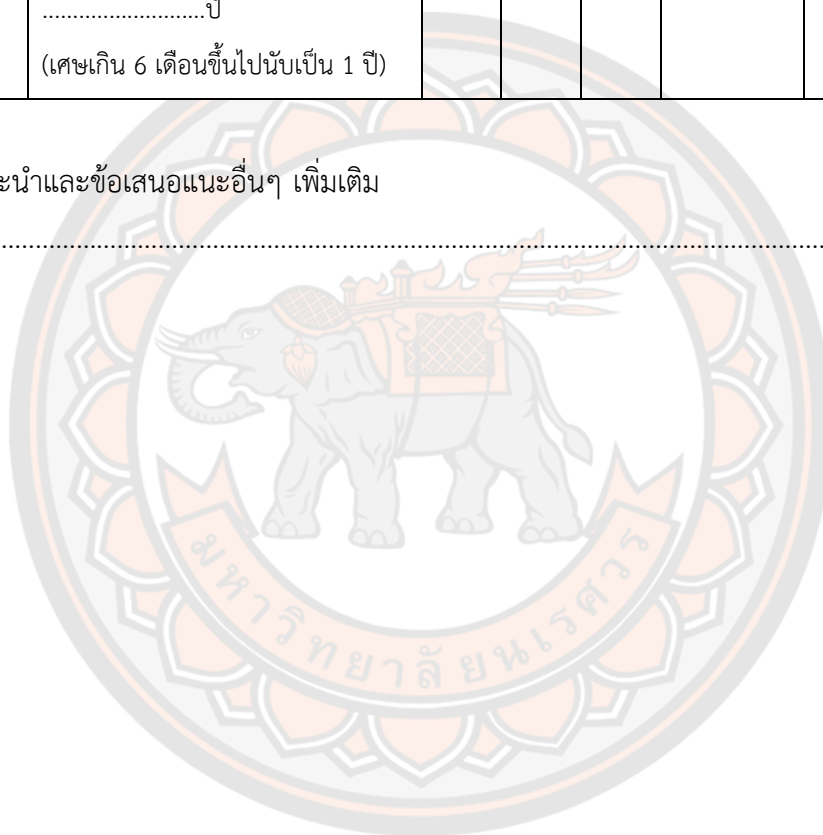 ...........................ปี
(เศษเกิน 6 เดือนขึ้นไปนับเป็น 1 ปี)
ะนำและข้อเสนอแนะอื่นๆ เพิ่มเติม
มหาวิทยาลัยนเรศวร